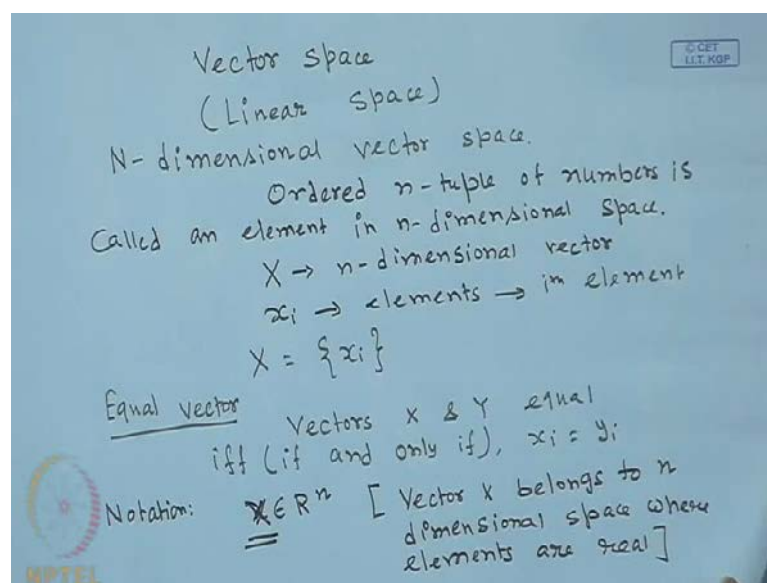 Vector space
© CET
I.I.T. KGP
(Linear space)
N-dimensional vector space.
Ordered n-tuple of numbers is
Called an element in n-dimensional space.
X → n-dimensional vector
xᵢ → elements → iᵗʰ element
X = {xᵢ}
Equal vector
Vectors X & Y equal
iff (if and only if), xᵢ = yᵢ
Notation: X ∈ Rⁿ [Vector X belongs to n
dimensional space where
elements are real]
NPTEL